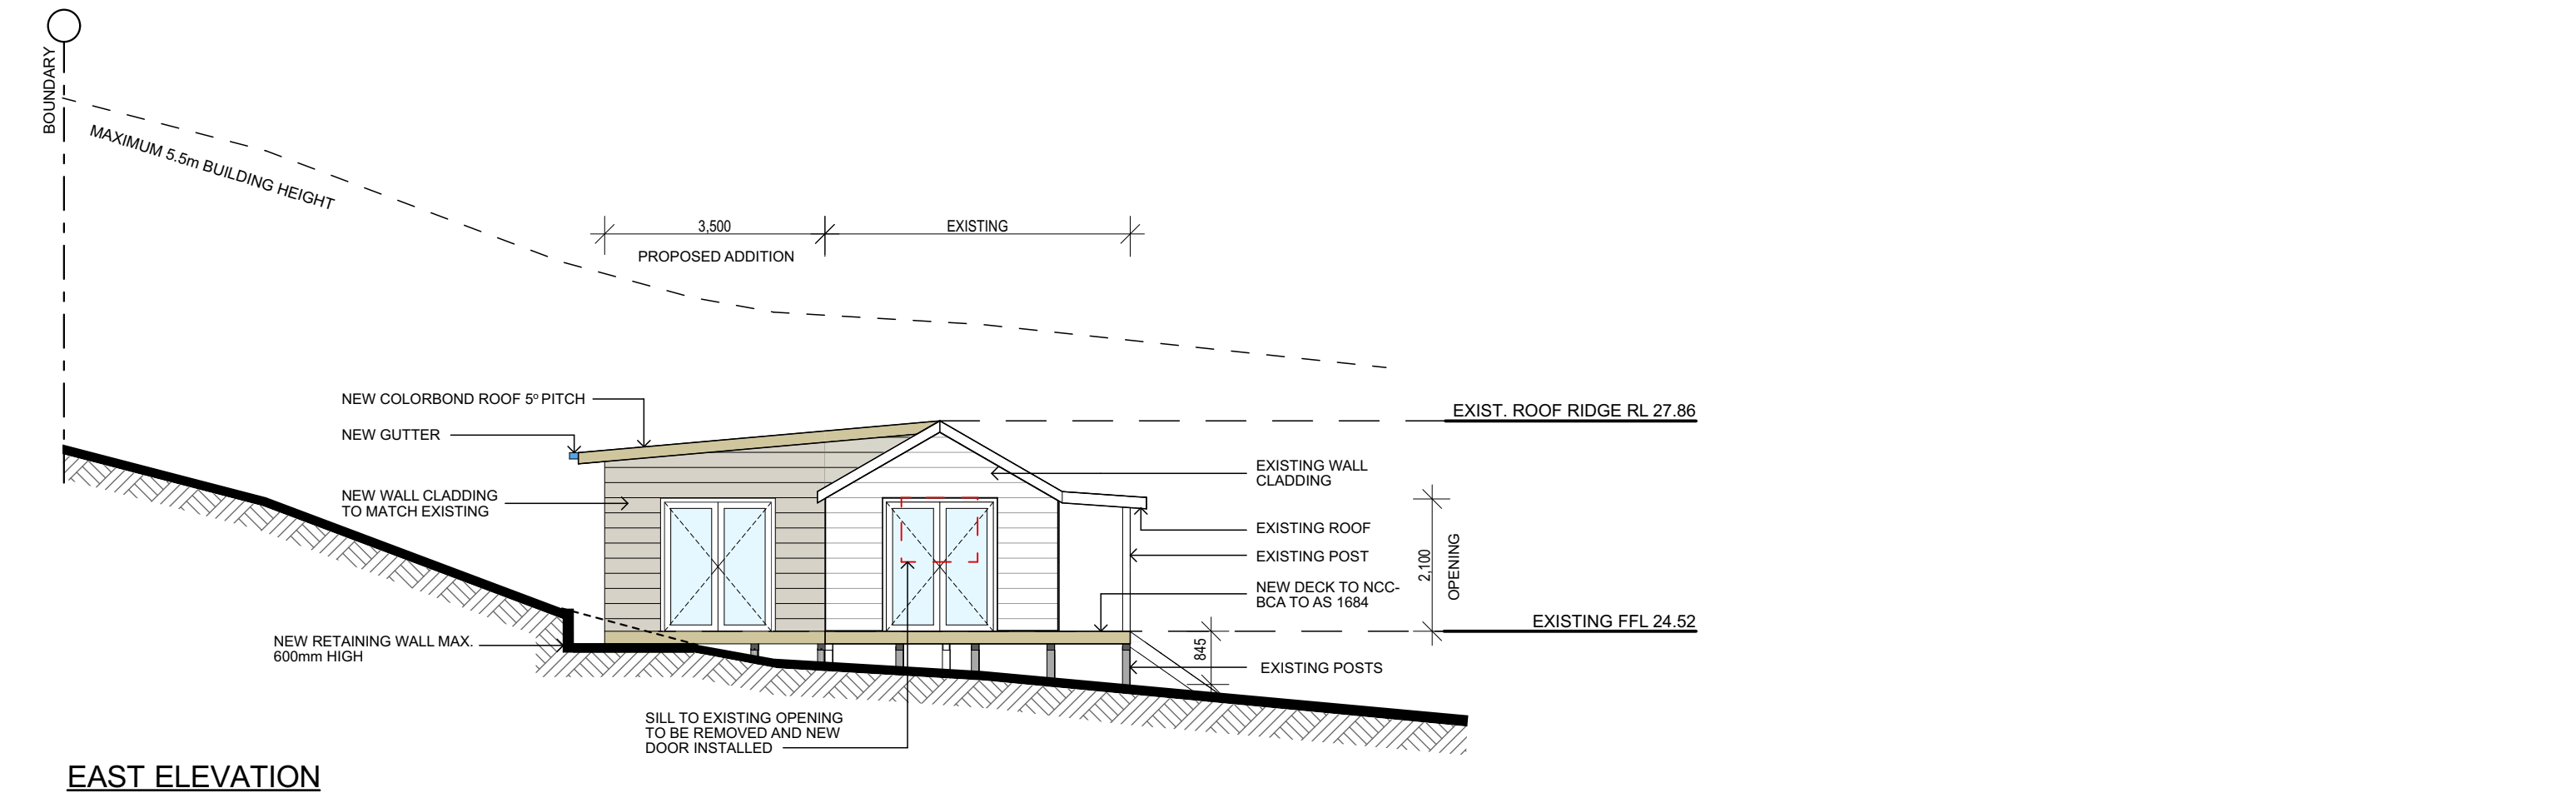 BOUNDARY
MAXIMUM 5.5m BUILDING HEIGHT
3,500
EXISTING
PROPOSED ADDITION
NEW COLORBOND ROOF 5º PITCH
NEW GUTTER
NEW WALL CLADDING
TO MATCH EXISTING
NEW RETAINING WALL MAX.
600mm HIGH
SILL TO EXISTING OPENING
TO BE REMOVED AND NEW
DOOR INSTALLED
EXIST. ROOF RIDGE RL 27.86
EXISTING WALL
CLADDING
EXISTING ROOF
EXISTING POST
NEW DECK TO NCC-
BCA TO AS 1684
2,100
OPENING
EXISTING FFL 24.52
845
EXISTING POSTS
EAST ELEVATION